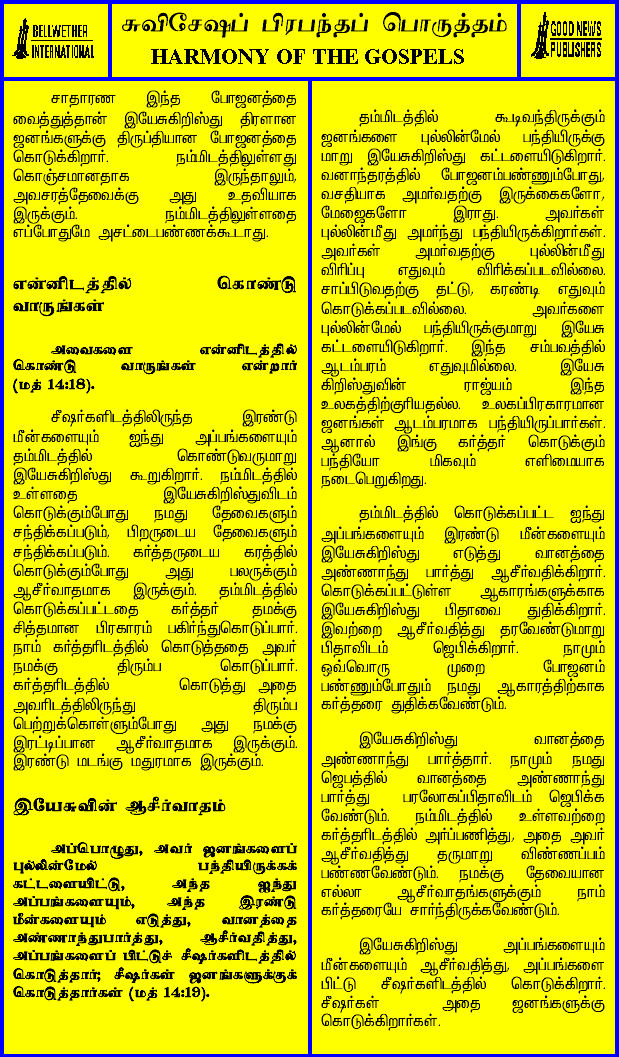 BELLWETHER
INTERNATIONAL
சுவிசேஷப் பிரபந்தப் பொருத்தம்
HARMONY OF THE GOSPELS
GOOD NEWS
PUBLISHERS
சாதாரண இந்த போஜனத்தை
வைத்துத்தான் இயேசுகிறிஸ்து திரளான
ஜனங்களுக்கு திருப்தியான போஜனத்தை
கொடுக்கிறார். நம்மிடத்திலுள்ளது
கொஞ்சமானதாக இருந்தாலும்,
அவசரத்தேவைக்கு அது உதவியாக
இருக்கும். நம்மிடத்திலுள்ளதை
எப்போதுமே அசட்டைபண்ணக்கூடாது.
என்னிடத்தில் கொண்டு
வாருங்கள்
அவைகளை என்னிடத்தில்
கொண்டு வாருங்கள் என்றார்
(மத் 14:18).
சீஷர்களிடத்திலிருந்த இரண்டு
மீன்களையும் ஐந்து அப்பங்களையும்
தம்மிடத்தில் கொண்டுவருமாறு
இயேசுகிறிஸ்து கூறுகிறார். நம்மிடத்தில்
உள்ளதை இயேசுகிறிஸ்துவிடம்
கொடுக்கும்போது நமது தேவைகளும்
சந்திக்கப்படும், பிறருடைய தேவைகளும்
சந்திக்கப்படும். கர்த்தருடைய கரத்தில்
கொடுக்கும்போது அது பலருக்கும்
ஆசீர்வாதமாக இருக்கும். தம்மிடத்தில்
கொடுக்கப்பட்டதை கர்த்தர் தமக்கு
சித்தமான பிரகாரம் பகிர்ந்துகொடுப்பார்.
நாம் கர்த்தரிடத்தில் கொடுத்ததை அவர்
நமக்கு திரும்ப கொடுப்பார்.
கர்த்தரிடத்தில் கொடுத்து அதை
அவரிடத்திலிருந்து திரும்ப
பெற்றுக்கொள்ளும்போது அது நமக்கு
இரட்டிப்பான ஆசீர்வாதமாக இருக்கும்.
இரண்டு மடங்கு மதுரமாக இருக்கும்.
இயேசுவின் ஆசீர்வாதம்
அப்பொழுது, அவர் ஜனங்களைப்
புல்லின்மேல் பந்தியிருக்கக்
கட்டளையிட்டு, அந்த ஐந்து
அப்பங்களையும், அந்த இரண்டு
மீன்களையும் எடுத்து, வானத்தை
அண்ணாந்துபார்த்து, ஆசீர்வதித்து,
அப்பங்களைப் பிட்டுச் சீஷர்களிடத்தில்
கொடுத்தார்; சீஷர்கள் ஜனங்களுக்குக்
கொடுத்தார்கள் (மத் 14:19).
தம்மிடத்தில் கூடிவந்திருக்கும்
ஜனங்களை புல்லின்மேல் பந்தியிருக்கு
மாறு இயேசுகிறிஸ்து கட்டளையிடுகிறார்.
வனாந்தரத்தில் போஜனம்பண்ணும்போது,
வசதியாக அமர்வதற்கு இருக்கைகளோ,
மேஜைகளோ இராது. அவர்கள்
புல்லின்மீது அமர்ந்து பந்தியிருக்கிறார்கள்.
அவர்கள் அமர்வதற்கு புல்லின்மீது
விரிப்பு எதுவும் விரிக்கப்படவில்லை.
சாப்பிடுவதற்கு தட்டு, கரண்டி எதுவும்
கொடுக்கப்படவில்லை. அவர்களை
புல்லின்மேல் பந்தியிருக்குமாறு இயேசு
கட்டளையிடுகிறார். இந்த சம்பவத்தில்
ஆடம்பரம் எதுவுமில்லை. இயேசு
கிறிஸ்துவின் ராஜ்யம் இந்த
உலகத்திற்குரியதல்ல. உலகப்பிரகாரமான
ஜனங்கள் ஆடம்பரமாக பந்தியிருப்பார்கள்.
ஆனால் இங்கு கர்த்தர் கொடுக்கும்
பந்தியோ மிகவும் எளிமையாக
நடைபெறுகிறது.
தம்மிடத்தில் கொடுக்கப்பட்ட ஐந்து
அப்பங்களையும் இரண்டு மீன்களையும்
இயேசுகிறிஸ்து எடுத்து வானத்தை
அண்ணாந்து பார்த்து ஆசீர்வதிக்கிறார்.
கொடுக்கப்பட்டுள்ள ஆகாரங்களுக்காக
இயேசுகிறிஸ்து பிதாவை துதிக்கிறார்.
இவற்றை ஆசீர்வதித்து தரவேண்டுமாறு
பிதாவிடம் ஜெபிக்கிறார். நாமும்
ஒவ்வொரு முறை போஜனம்
பண்ணும்போதும் நமது ஆகாரத்திற்காக
கர்த்தரை துதிக்கவேண்டும்.
இயேசுகிறிஸ்து வானத்தை
அண்ணாந்து பார்த்தார். நாமும் நமது
ஜெபத்தில் வானத்தை அண்ணாந்து
பார்த்து பரலோகப்பிதாவிடம் ஜெபிக்க
வேண்டும். நம்மிடத்தில் உள்ளவற்றை
கர்த்தரிடத்தில் அர்ப்பணித்து, அதை அவர்
ஆசீர்வதித்து தருமாறு விண்ணப்பம்
பண்ணவேண்டும். நமக்கு தேவையான
எல்லா ஆசீர்வாதங்களுக்கும் நாம்
கர்த்தரையே சார்ந்திருக்கவேண்டும்.
இயேசுகிறிஸ்து அப்பங்களையும்
மீன்களையும் ஆசீர்வதித்து, அப்பங்களை
பிட்டு சீஷர்களிடத்தில் கொடுக்கிறார்.
சீஷர்கள் அதை ஜனங்களுக்கு
கொடுக்கிறார்கள்.